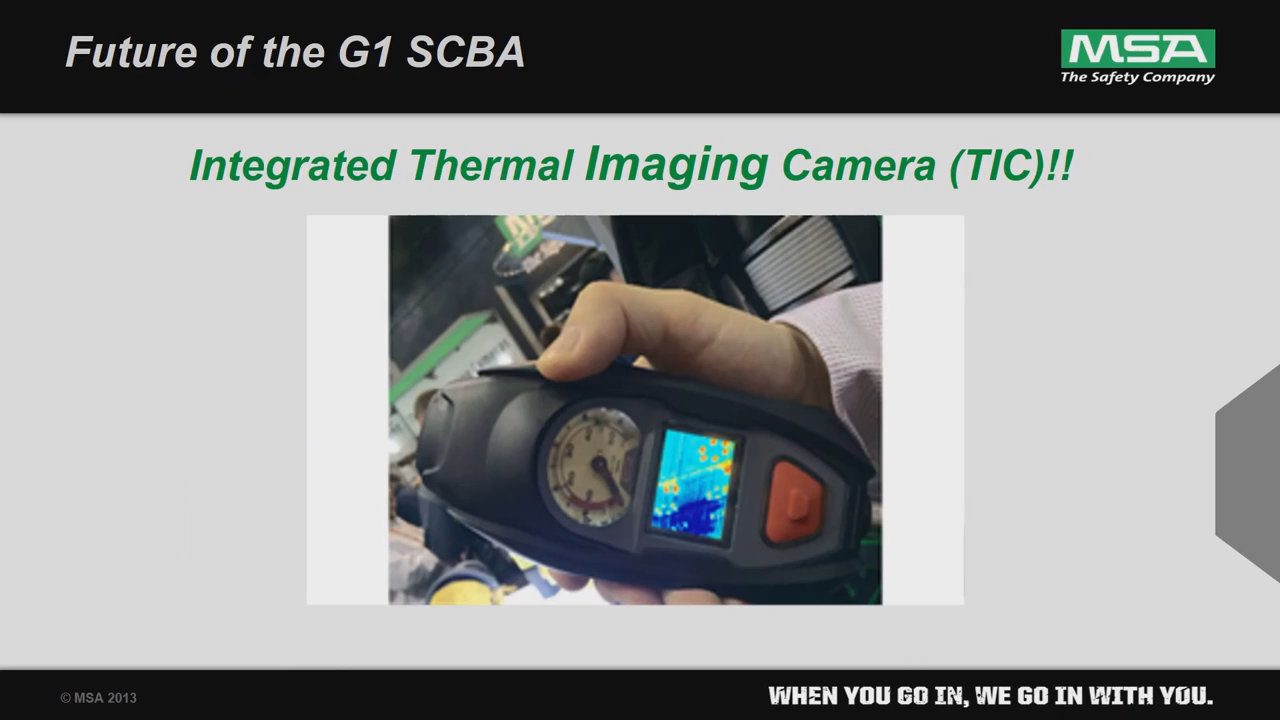 Future of the G1 SCBA
MSA
The Safety Company
Integrated Thermal Imaging Camera (TIC)!!
© MSA 2013
WHEN YOU GO IN, WE GO IN WITH YOU.